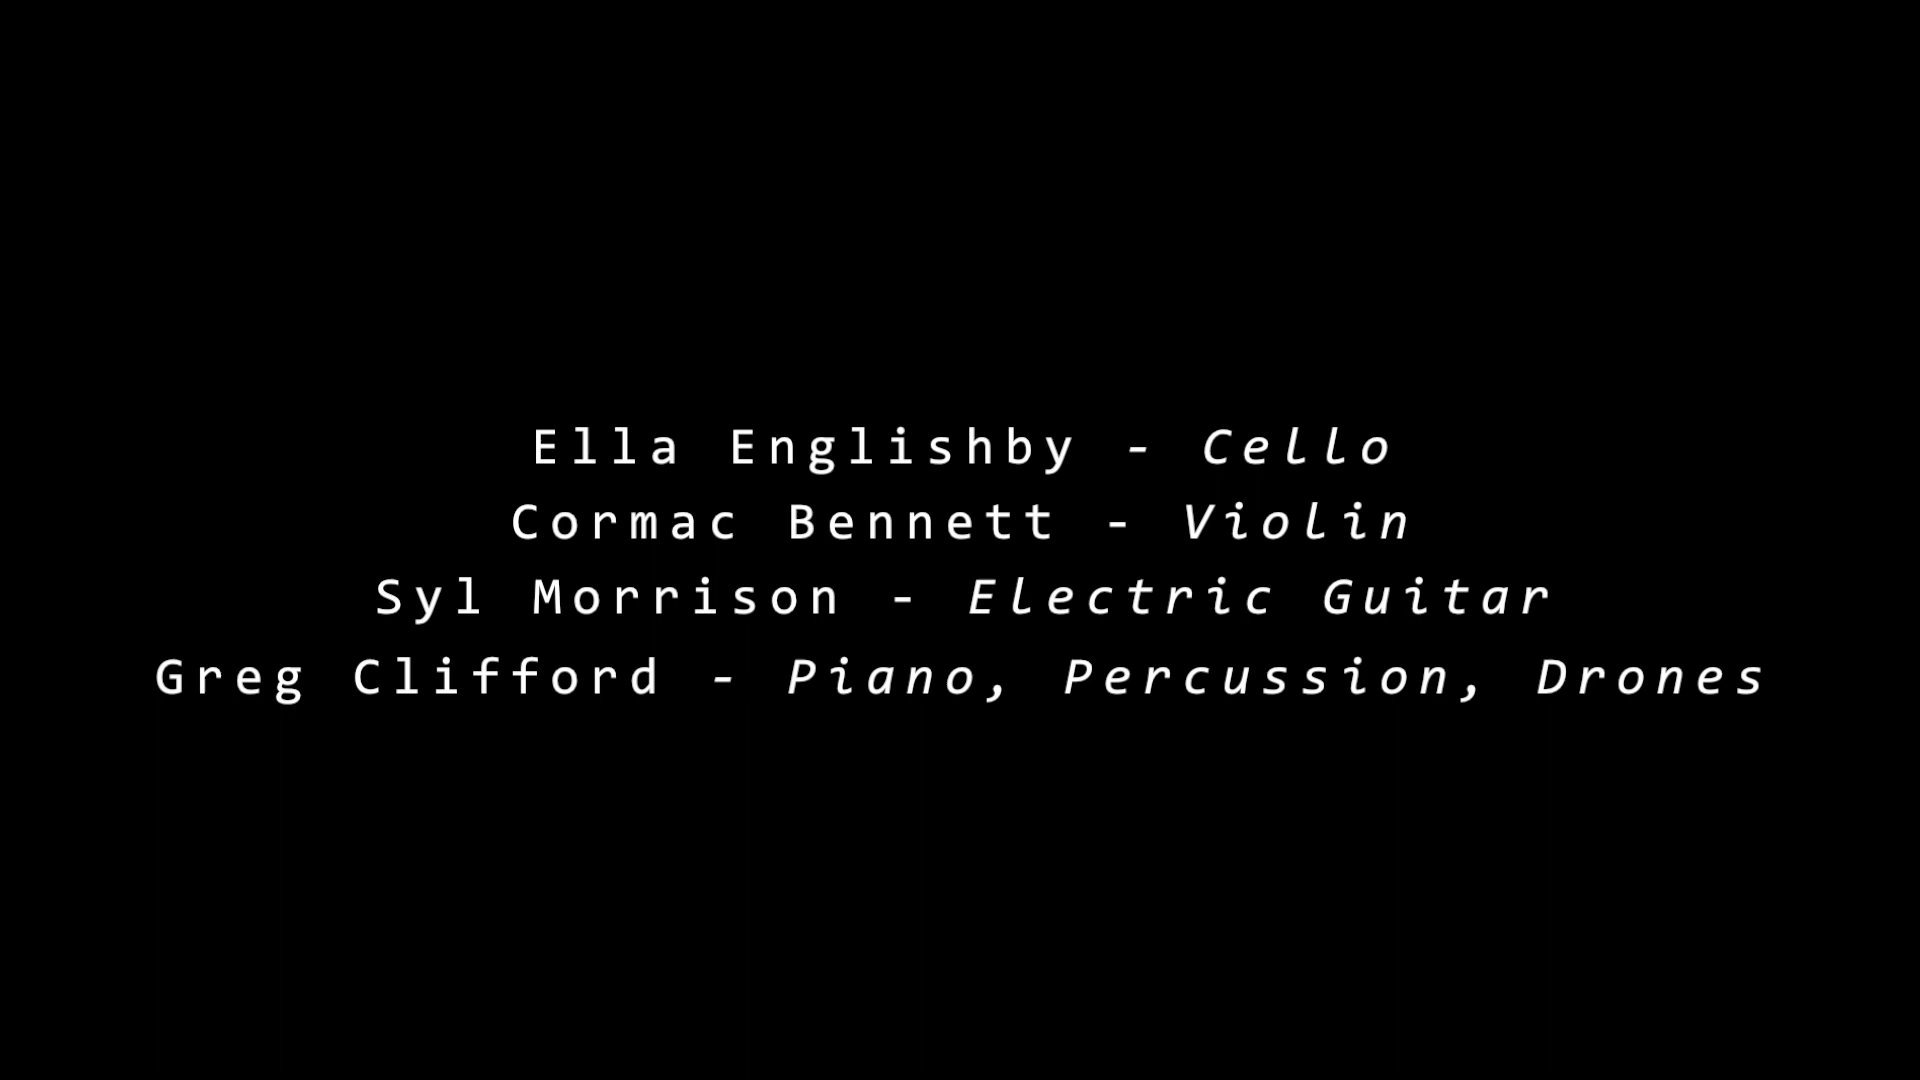 Ella Englishby - Cello
Cormac Bennett - Violin
Syl Morrison - Electric Guitar
Greg Clifford - Piano, Percussion, Drones